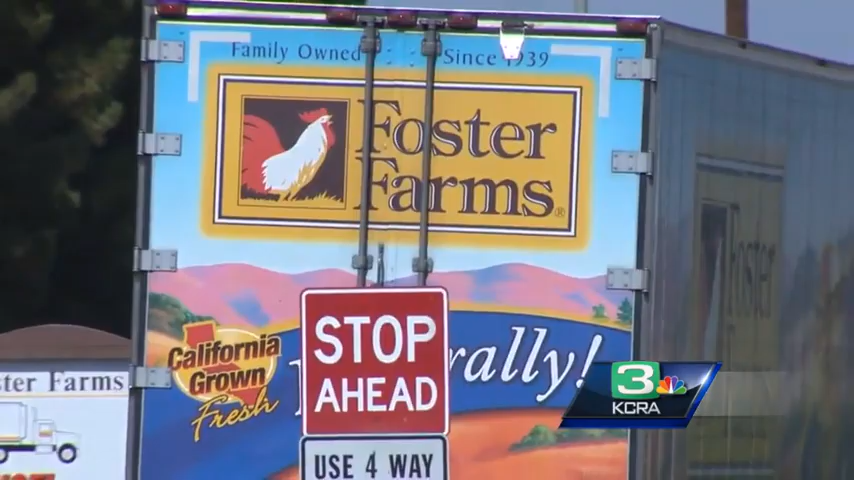 Family Owned Since 1939
Foster
Farms®
California
Grown
Fresh
rally!
STOP
AHEAD
USE 4 WAY
ster Farms
3
KCRA
Foster